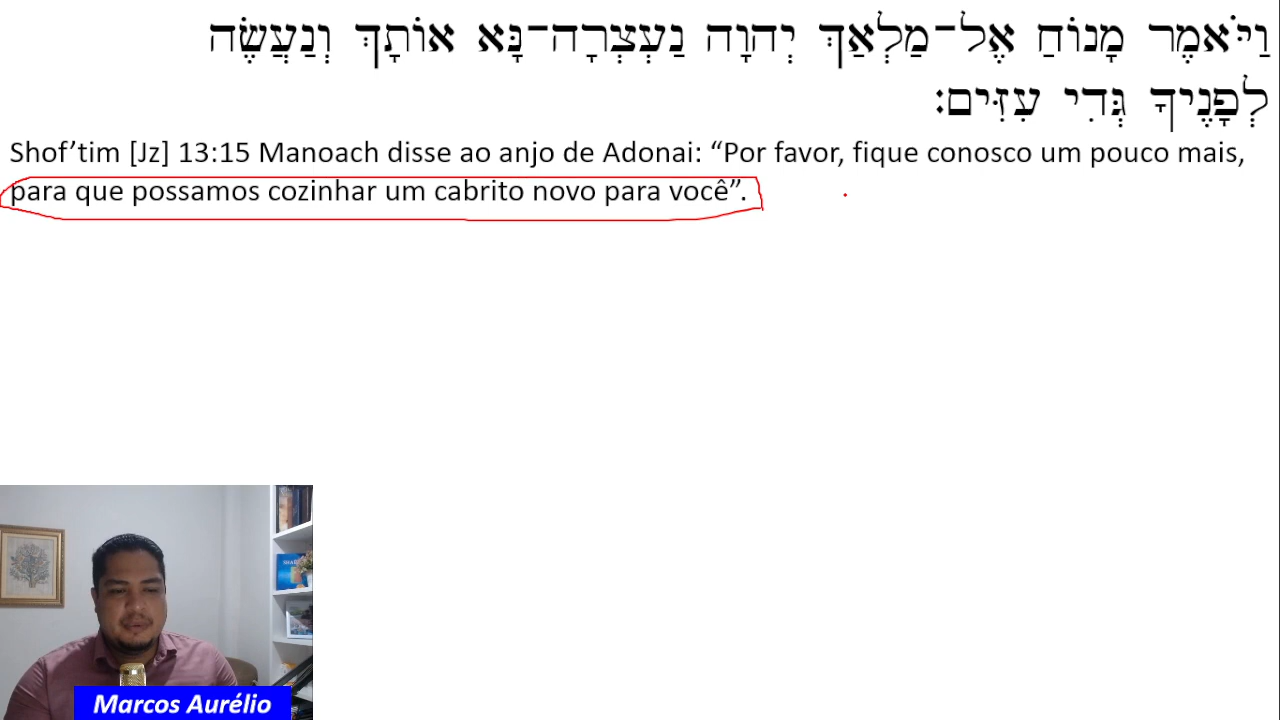 וַיֹּאמֶר מָנוֹחַ אֶל־מַלְאַךְ יְהוָה נַעְצְרָה־נָּא אוֹתָךְ וְנַעֲשֶׂה
לְפָנֶיךָ גְּדִי עִזִּים׃
Shof’tim [Jz] 13:15 Manoach disse ao anjo de Adonai: “Por favor, fique conosco um pouco mais,
para que possamos cozinhar um cabrito novo para você”.
Marcos Aurélio